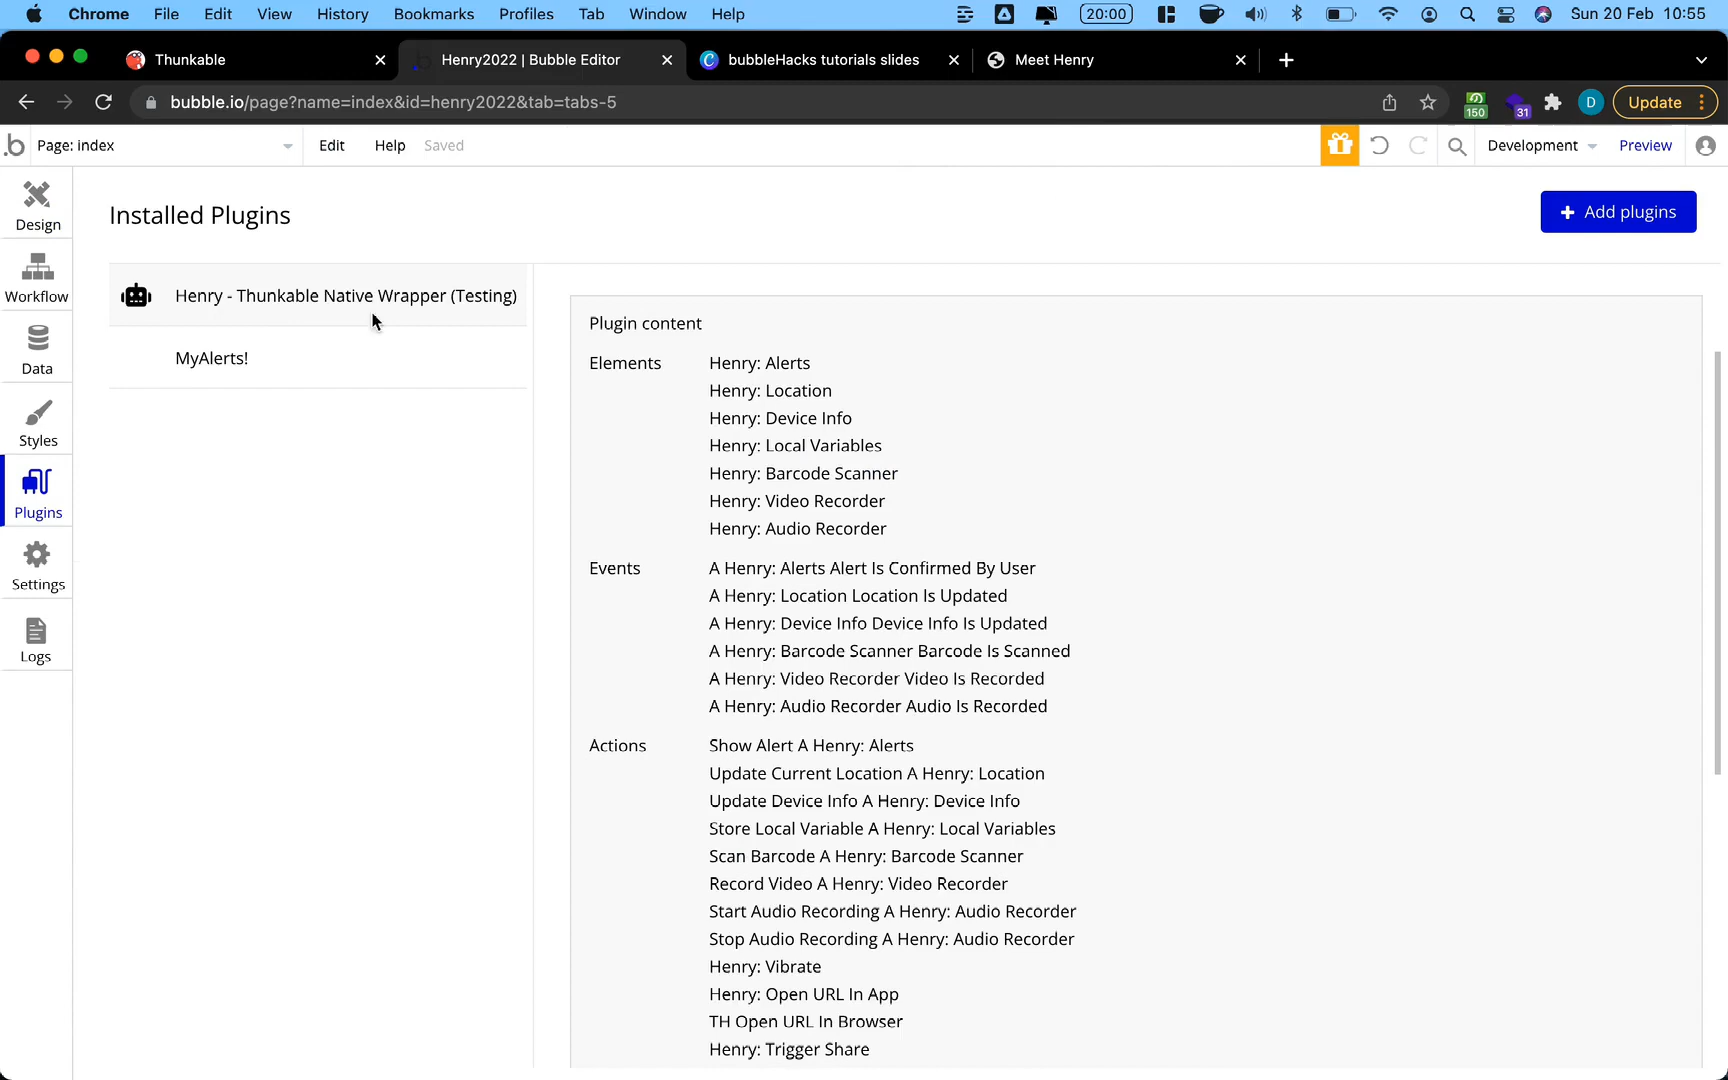 Chrome File Edit View History Bookmarks Profiles Tab Window Help 20:00 Sun 20 Feb 10:55
Thunkable Henry2022 | Bubble Editor bubbleHacks tutorials slides Meet Henry
bubble.io/page?name=index&id=henry2022&tab=tabs-5 150 31 D Update
b Page: index Edit Help Saved Development Preview
Design
Workflow
Data
Styles
Plugins
Settings
Logs
Installed Plugins
+ Add plugins
Henry - Thunkable Native Wrapper (Testing)
MyAlerts!
Plugin content
Elements Henry: Alerts
Henry: Location
Henry: Device Info
Henry: Local Variables
Henry: Barcode Scanner
Henry: Video Recorder
Henry: Audio Recorder
Events A Henry: Alerts Alert Is Confirmed By User
A Henry: Location Location Is Updated
A Henry: Device Info Device Info Is Updated
A Henry: Barcode Scanner Barcode Is Scanned
A Henry: Video Recorder Video Is Recorded
A Henry: Audio Recorder Audio Is Recorded
Actions Show Alert A Henry: Alerts
Update Current Location A Henry: Location
Update Device Info A Henry: Device Info
Store Local Variable A Henry: Local Variables
Scan Barcode A Henry: Barcode Scanner
Record Video A Henry: Video Recorder
Start Audio Recording A Henry: Audio Recorder
Stop Audio Recording A Henry: Audio Recorder
Henry: Vibrate
Henry: Open URL In App
TH Open URL In Browser
Henry: Trigger Share